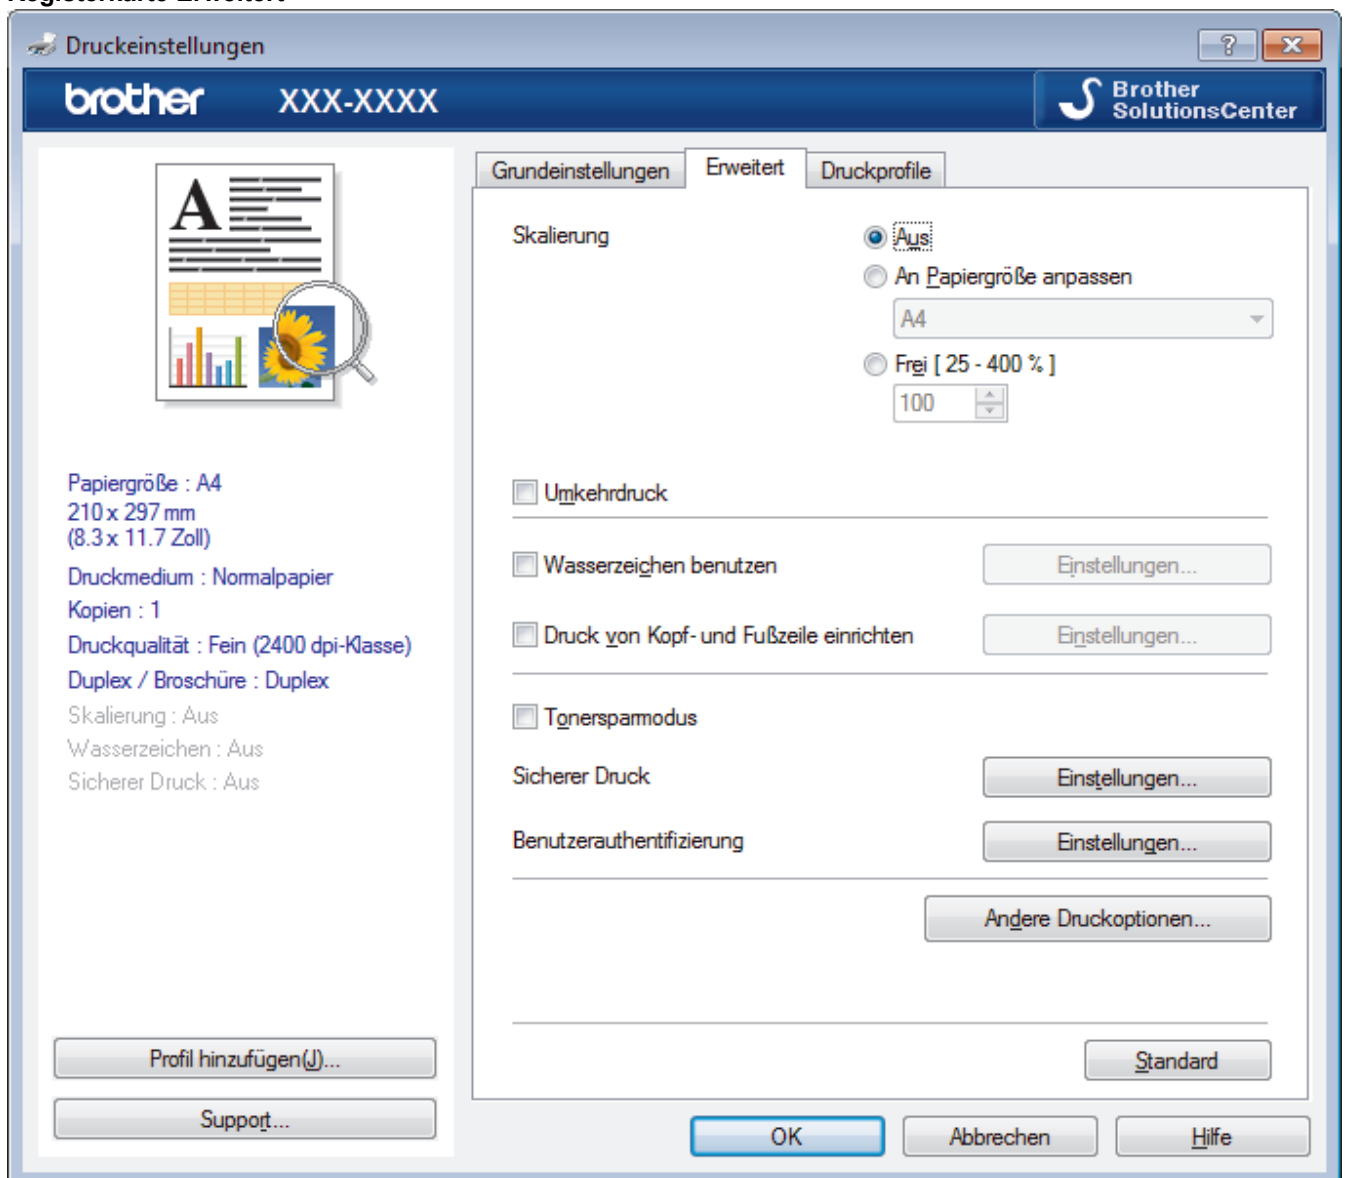 Registerkarte Erweitert
Druckeinstellungen
brother XXX-XXXX
Brother
SolutionsCenter
A
Papiergröße : A4
210 x 297 mm
(8.3 x 11.7 Zoll)
Druckmedium : Normalpapier
Kopien : 1
Druckqualität : Fein (2400 dpi-Klasse)
Duplex / Broschüre : Duplex
Skalierung : Aus
Wasserzeichen : Aus
Sicherer Druck : Aus
Profil hinzufügen(J)...
Support...
Grundeinstellungen Erweitert Druckprofile
Skalierung
Aus
An Papiergröße anpassen
A4
Frei [ 25 - 400 % ]
100
Umkehrdruck
Wasserzeichen benutzen Einstellungen...
Druck von Kopf- und Fußzeile einrichten Einstellungen...
Tonersparmodus
Sicherer Druck Einstellungen...
Benutzerauthentifizierung Einstellungen...
Andere Druckoptionen...
Standard
OK Abbrechen Hilfe